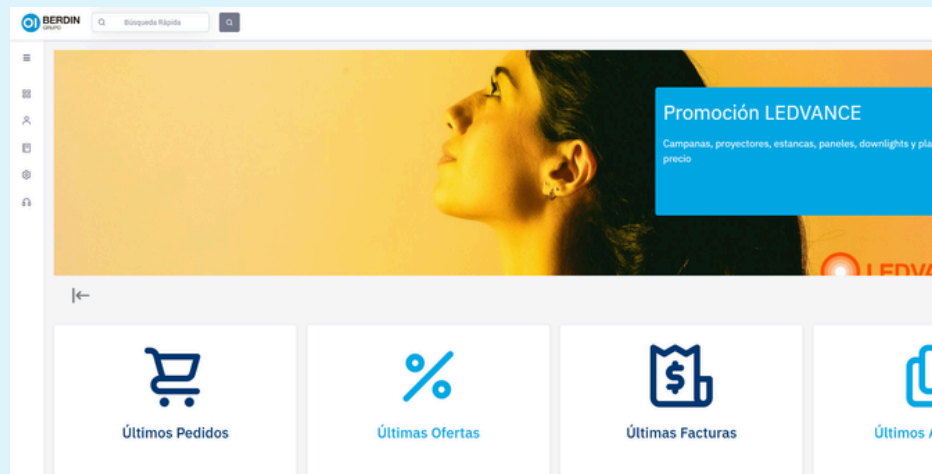 BERDIN
GRUPO
Búsqueda Rápida
Promoción LEDVANCE
Campanas, proyectores, estancas, paneles, downlights y pla
precio
LEDVA
Últimos Pedidos
Últimas Ofertas
Últimas Facturas
Últimos A